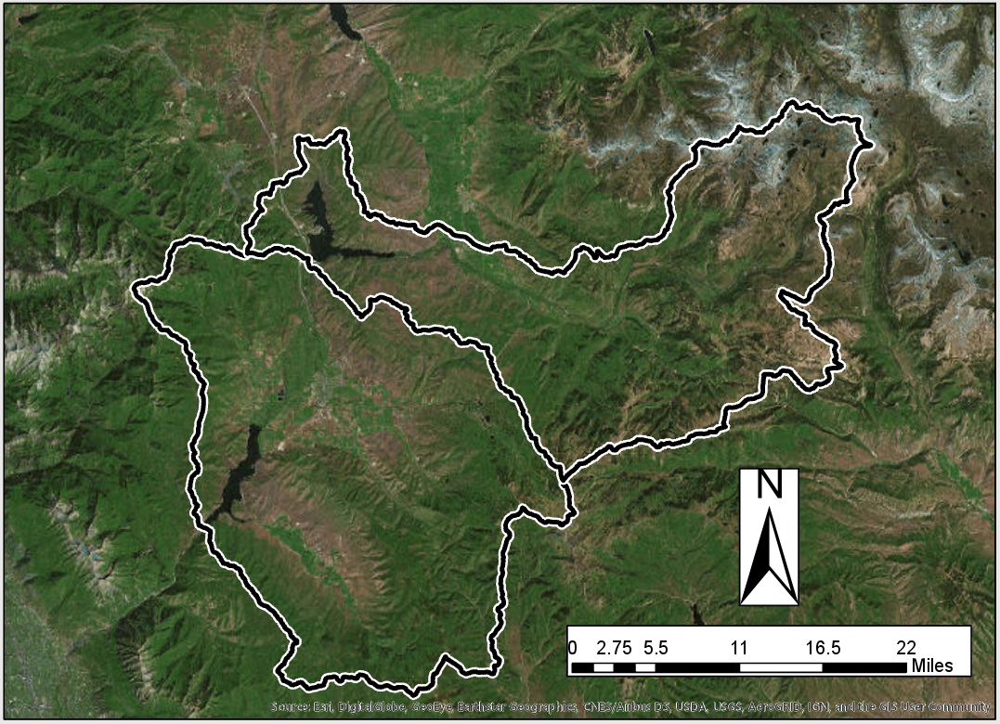 N
0 2.75 5.5 11 16.5 22
Miles
Source: Esri, DigitalGlobe, GeoEye, Earthstar Geographics, CNES/Airbus DS, USDA, USGS, AeroGRID, IGN, and the GIS User Community